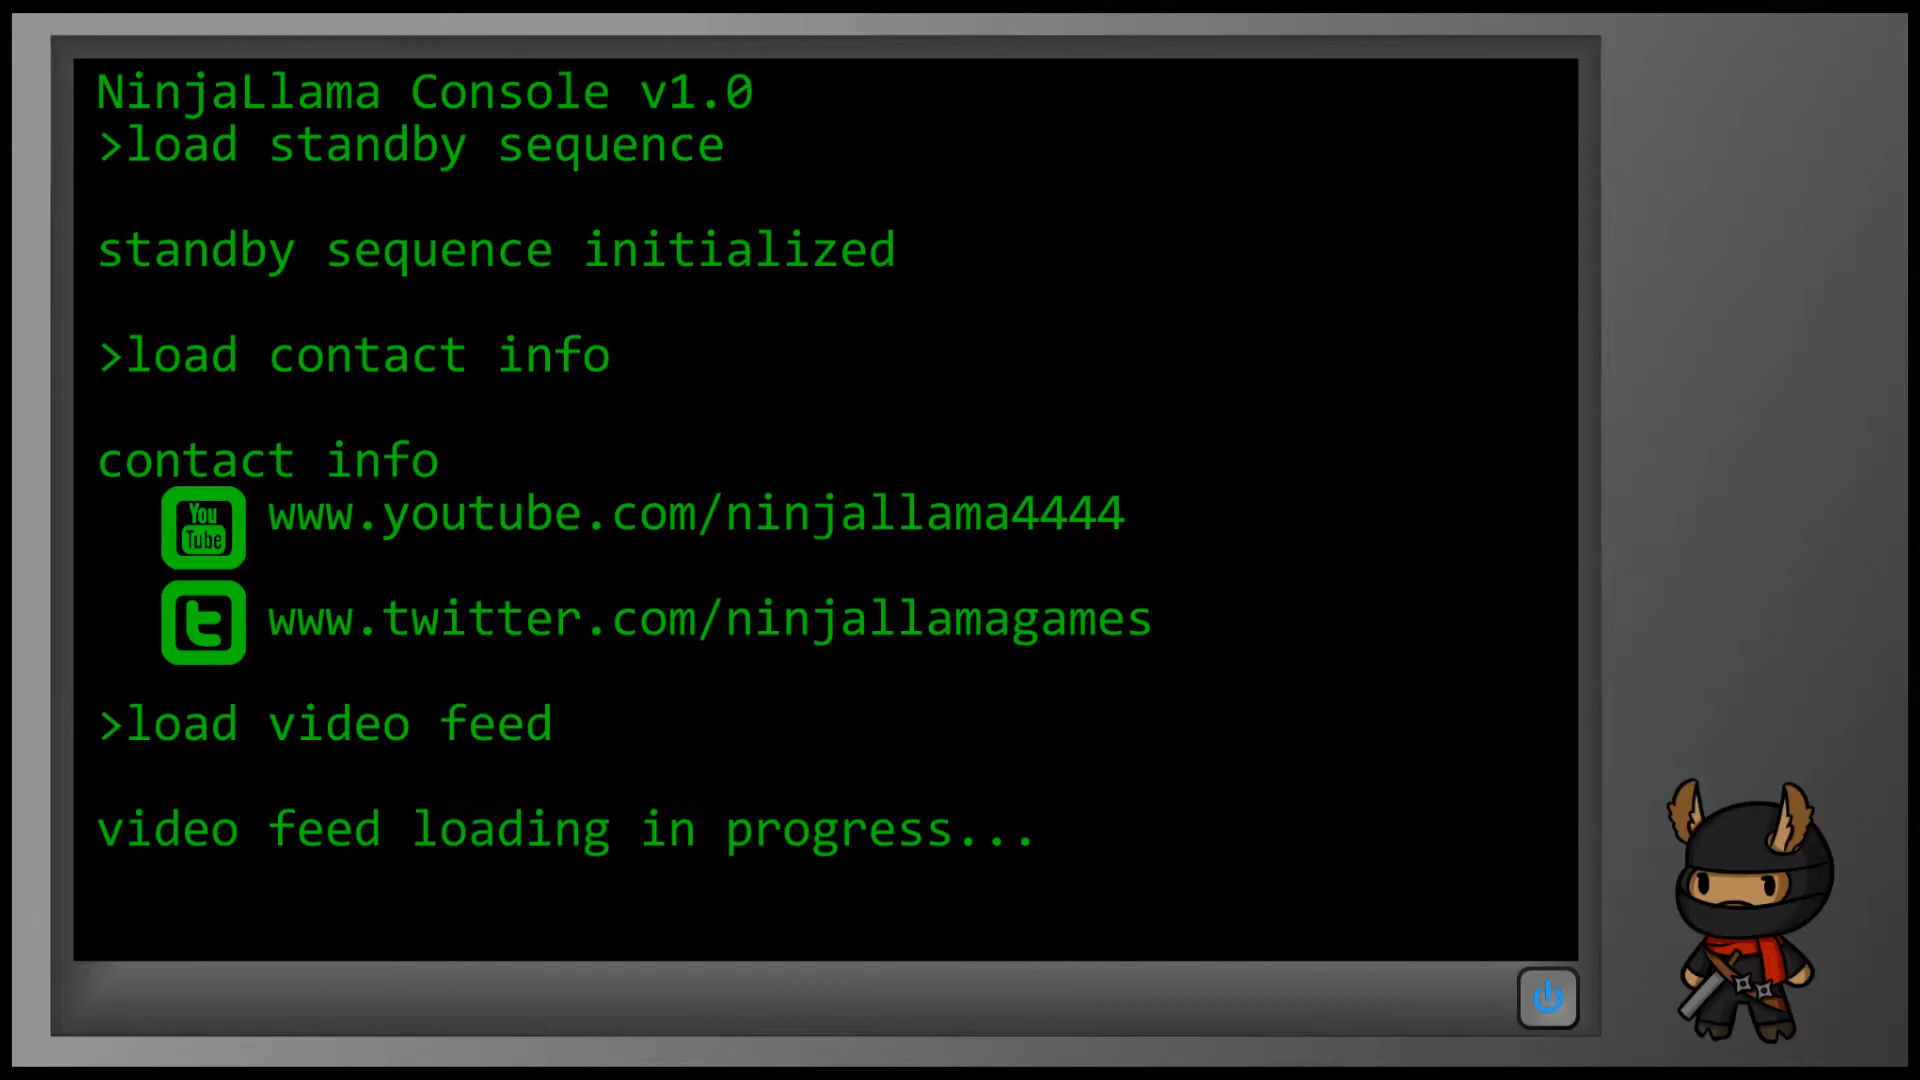 NinjaLlama Console v1.0
>load standby sequence
standby sequence initialized
>load contact info
contact info
You
Tube
www.youtube.com/ninjallama4444
t
www.twitter.com/ninjallamagames
>load video feed
video feed loading in progress...